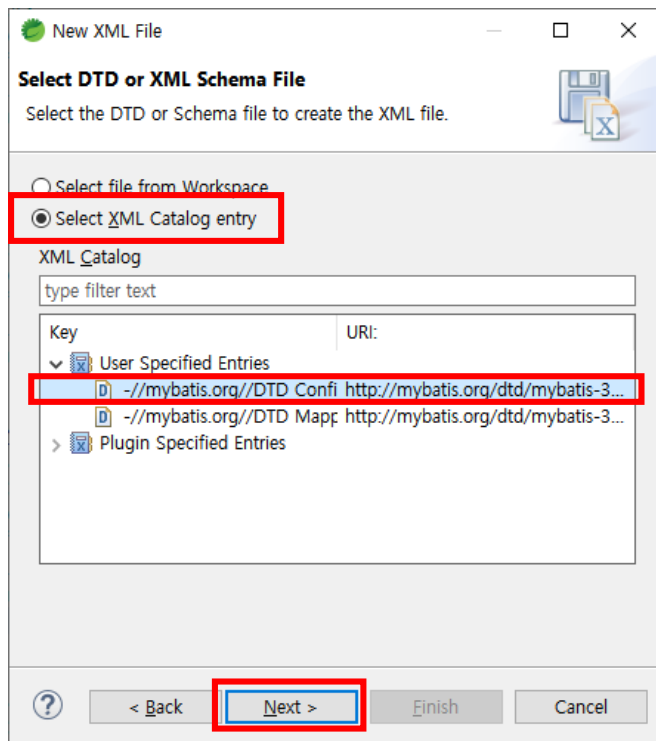 New XML File
Select DTD or XML Schema File
Select the DTD or Schema file to create the XML file.
X
Select file from Workspace
Select XML Catalog entry
XML Catalog
type filter text
Key URI:
User Specified Entries
D -//mybatis.org//DTD Confi http://mybatis.org/dtd/mybatis-3...
D -//mybatis.org//DTD Mapp http://mybatis.org/dtd/mybatis-3...
Plugin Specified Entries
? < Back Next > Finish Cancel